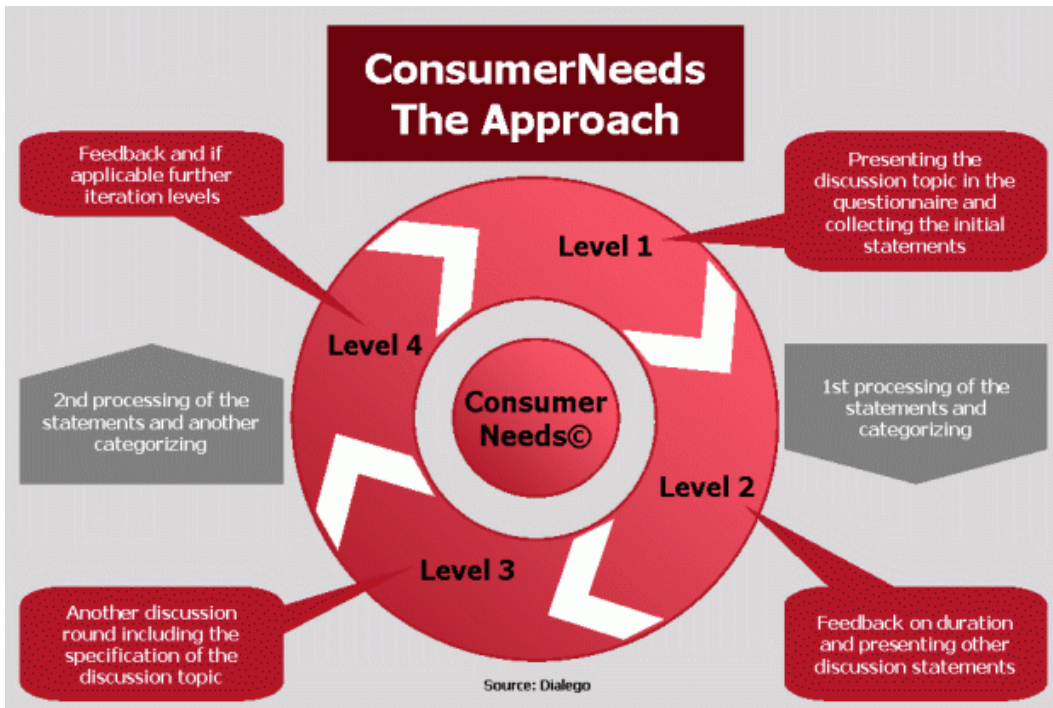 ConsumerNeeds
The Approach
Feedback and if
applicable further
iteration levels
Presenting the
discussion topic in the
questionnaire and
collecting the initial
statements
Level 1
Level 4
2nd processing of the
statements and another
categorizing
Consumer
Needs©
1st processing of the
statements and
categorizing
Level 2
Level 3
Another discussion
round including the
specification of the
discussion topic
Feedback on duration
and presenting other
discussion statements
Source: Dialego